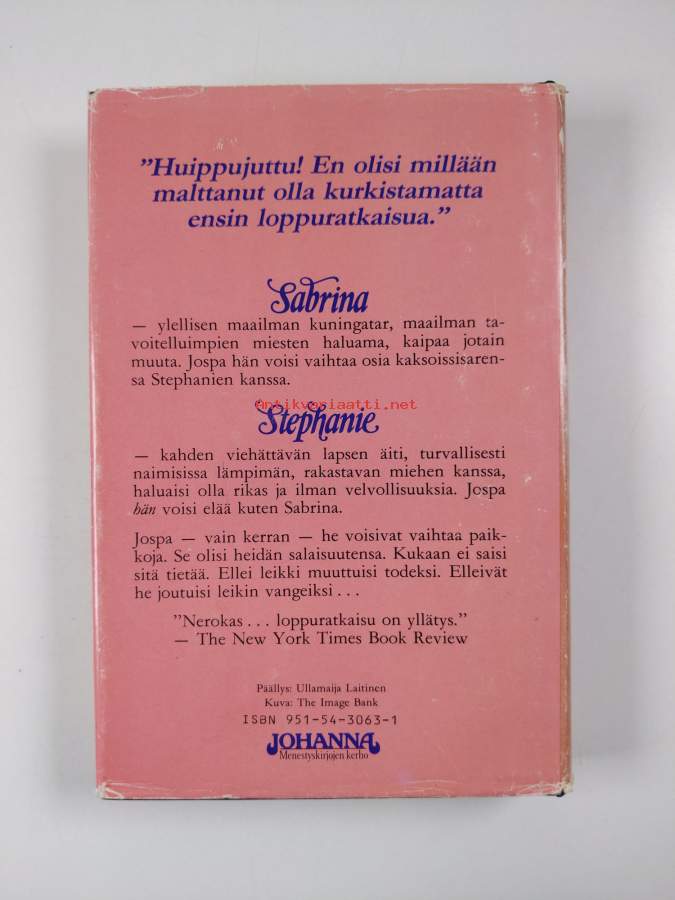 ”Huippujuttu! En olisi millään
malttanut olla kurkistamatta
ensin loppuratkaisua.”
Sabrina
— ylellisen maailman kuningatar, maailman ta-
voitelluimpien miesten haluama, kaipaa jotain
muuta. Jospa hän voisi vaihtaa osia kaksoissisaren-
sa Stephanien kanssa.
antikvariaatti.net
Stephanie
— kahden viehättävän lapsen äiti, turvallisesti
naimisissa lämpimän, rakastavan miehen kanssa,
haluaisi olla rikas ja ilman velvollisuuksia. Jospa
hän voisi elää kuten Sabrina.
Jospa — vain kerran — he voisivat vaihtaa paik-
koja. Se olisi heidän salaisuutensa. Kukaan ei saisi
sitä tietää. Ellei leikki muuttuisi todeksi. Elleivät
he joutuisi leikin vangeiksi . . .
”Nerokas . . . loppuratkaisu on yllätys.”
— The New York Times Book Review
Päällys: Ullamaija Laitinen
Kuva: The Image Bank
ISBN 951-54-3063-1
JOHANNA
Menestyskirjojen kerho